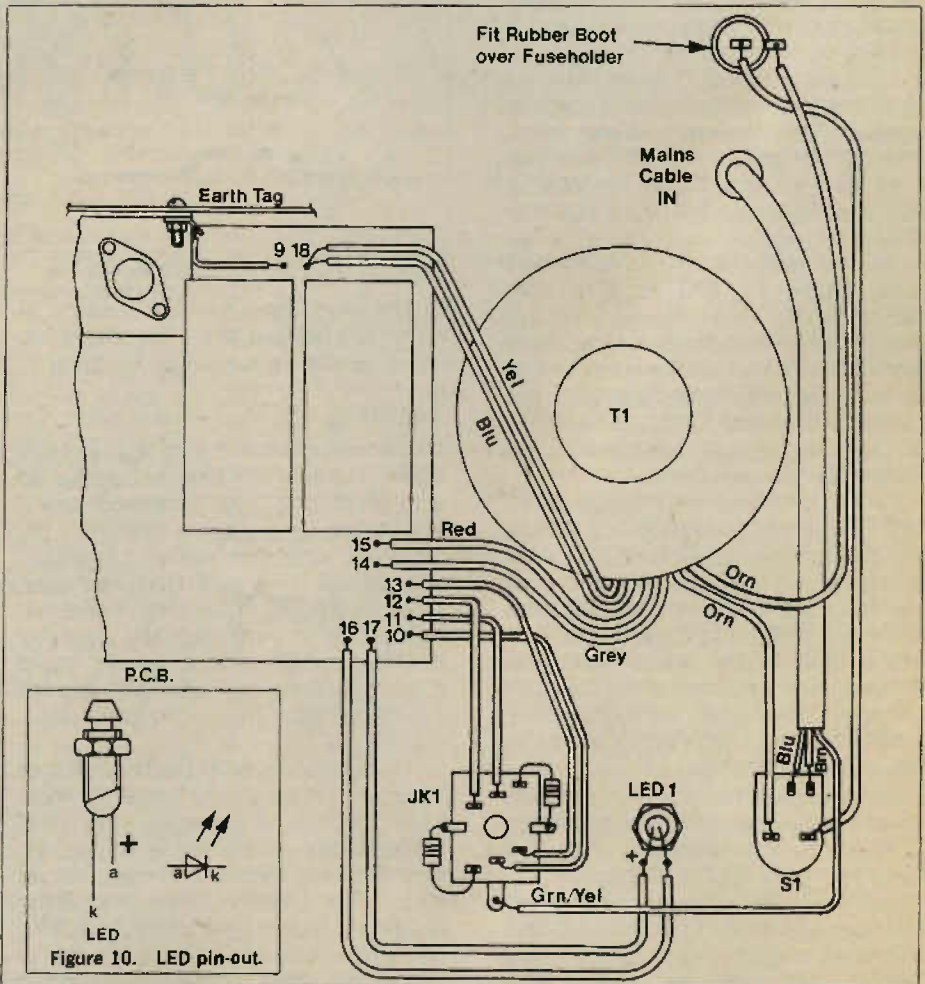 Fit Rubber Boot
over Fuseholder
Mains
Cable
IN
Earth Tag
9 18
Yel
Blu
T1
Red
15
14
13
12
11
10
16 17
Orn
Orn
Grey
P.C.B.
Blu
Brn
JK1
LED 1
+
S1
Grn/Yel
+
a
a k
k
LED
Figure 10. LED pin-out.